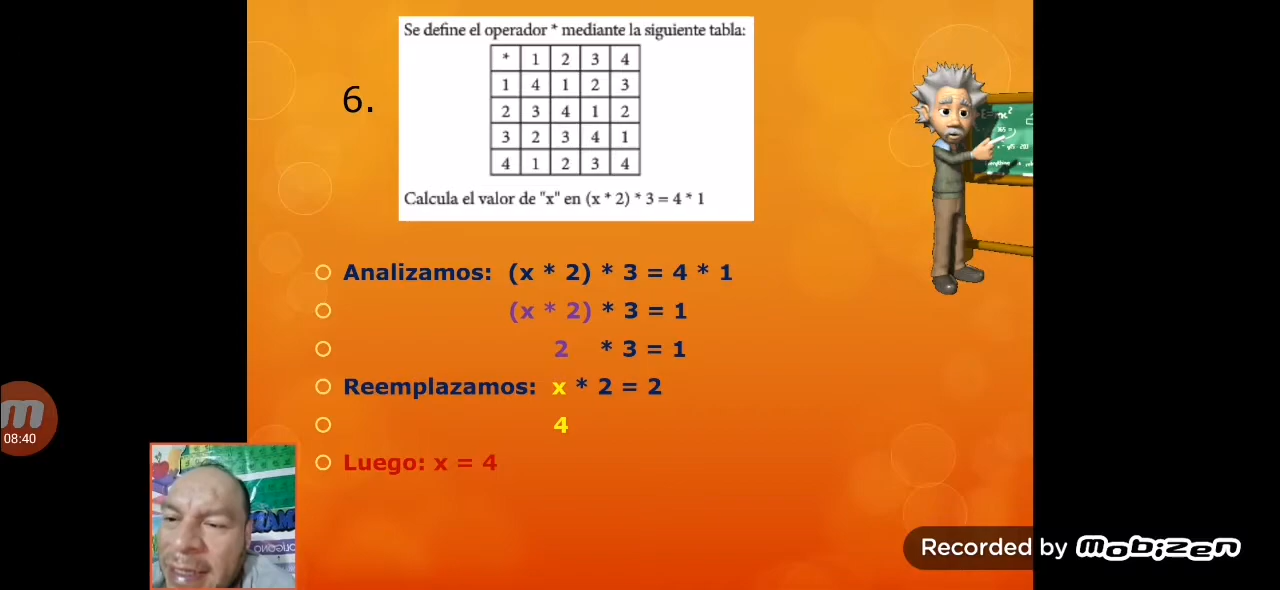 Se define el operador * mediante la siguiente tabla:
* 1 2 3 4
1 4 1 2 3
2 3 4 1 2
3 2 3 4 1
4 1 2 3 4
6.
Calcula el valor de "x" en (x * 2) * 3 = 4 * 1
Analizamos: (x * 2) * 3 = 4 * 1
(x * 2) * 3 = 1
2 * 3 = 1
Reemplazamos: x * 2 = 2
4
Luego: x = 4
m
08:40
Recorded by mobizen